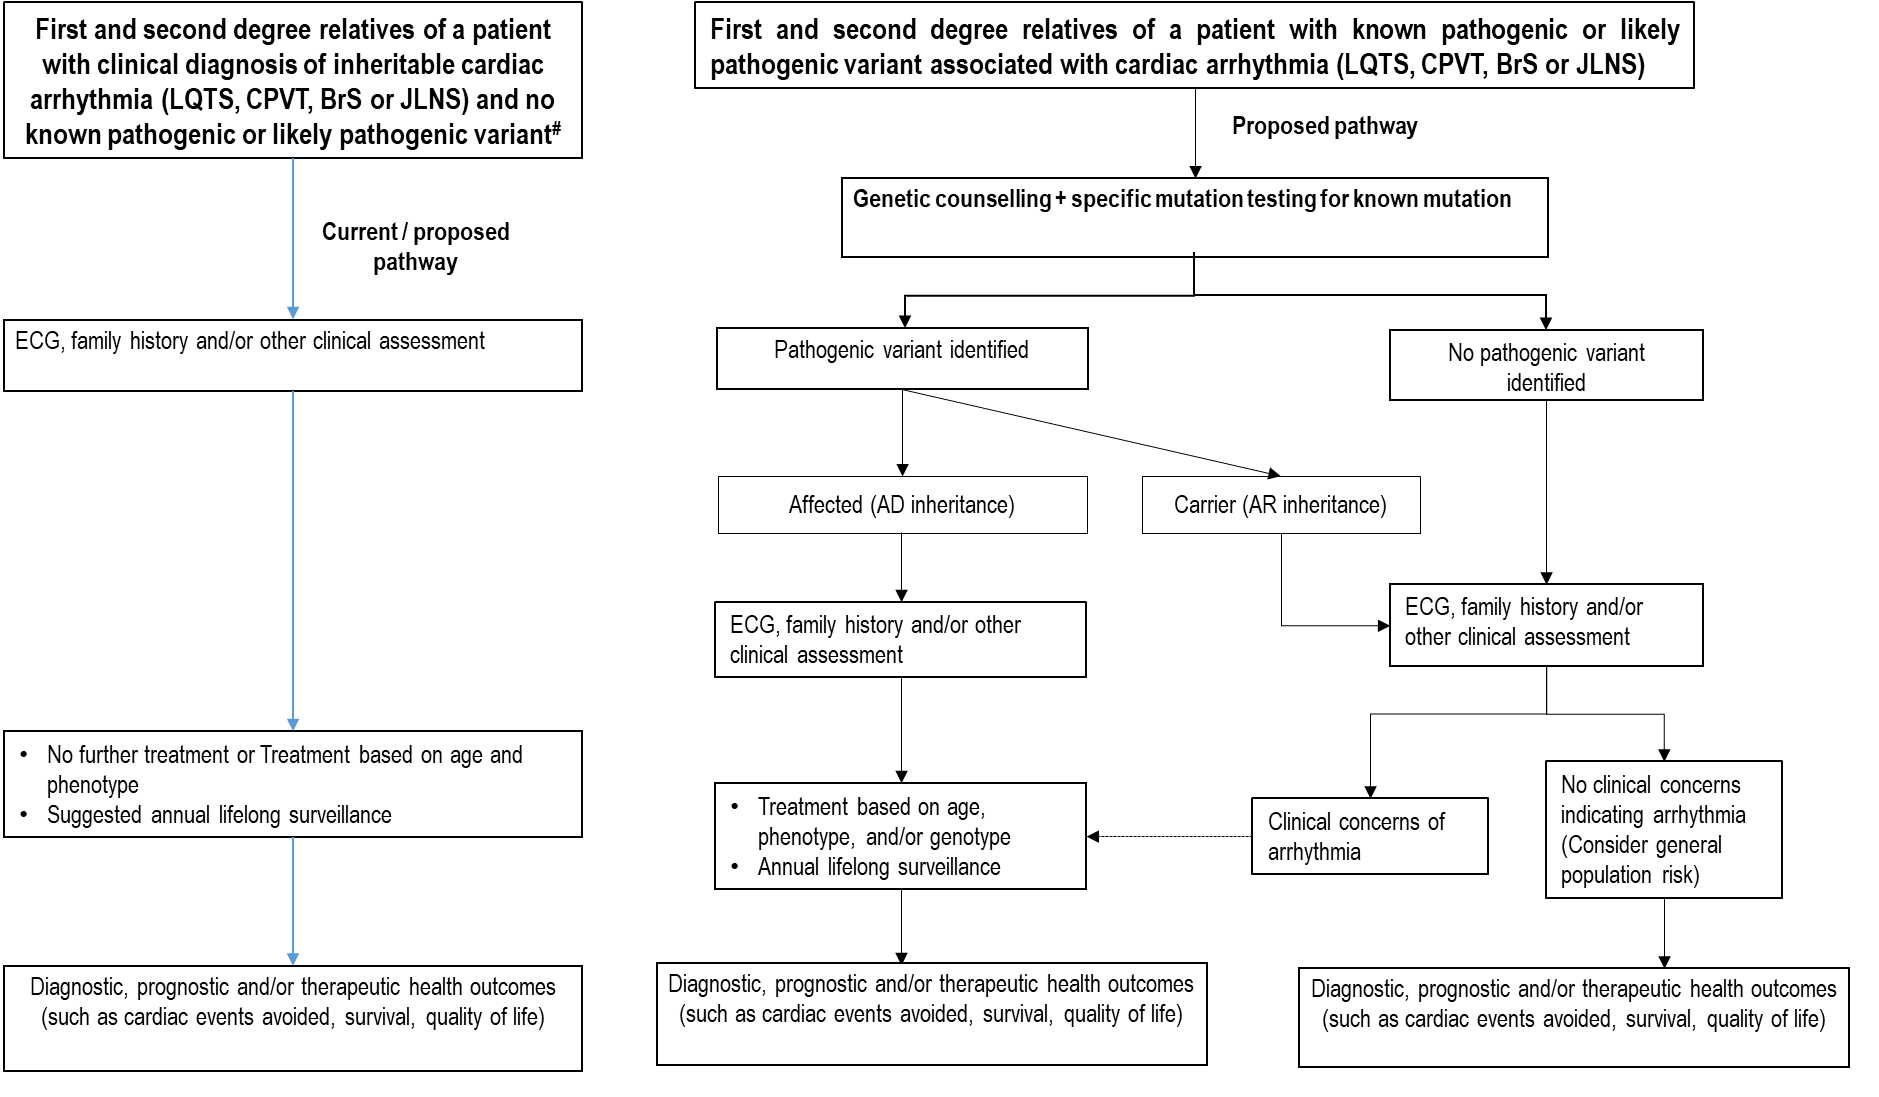 First and second degree relatives of a patient
with clinical diagnosis of inheritable cardiac
arrhythmia (LQTS, CPVT, BrS or JLNS) and no
known pathogenic or likely pathogenic variant#
Current / proposed
pathway
ECG, family history and/or other clinical assessment
• No further treatment or Treatment based on age and
phenotype
• Suggested annual lifelong surveillance
Diagnostic, prognostic and/or therapeutic health outcomes
(such as cardiac events avoided, survival, quality of life)
First and second degree relatives of a patient with known pathogenic or likely
pathogenic variant associated with cardiac arrhythmia (LQTS, CPVT, BrS or JLNS)
Proposed pathway
Genetic counselling + specific mutation testing for known mutation
Pathogenic variant identified
No pathogenic variant
identified
Affected (AD inheritance)
Carrier (AR inheritance)
ECG, family history and/or other
clinical assessment
ECG, family history and/or
other clinical assessment
• Treatment based on age,
phenotype, and/or genotype
• Annual lifelong surveillance
Clinical concerns of
arrhythmia
No clinical concerns
indicating arrhythmia
(Consider general
population risk)
Diagnostic, prognostic and/or therapeutic health outcomes
(such as cardiac events avoided, survival, quality of life)
Diagnostic, prognostic and/or therapeutic health outcomes
(such as cardiac events avoided, survival, quality of life)